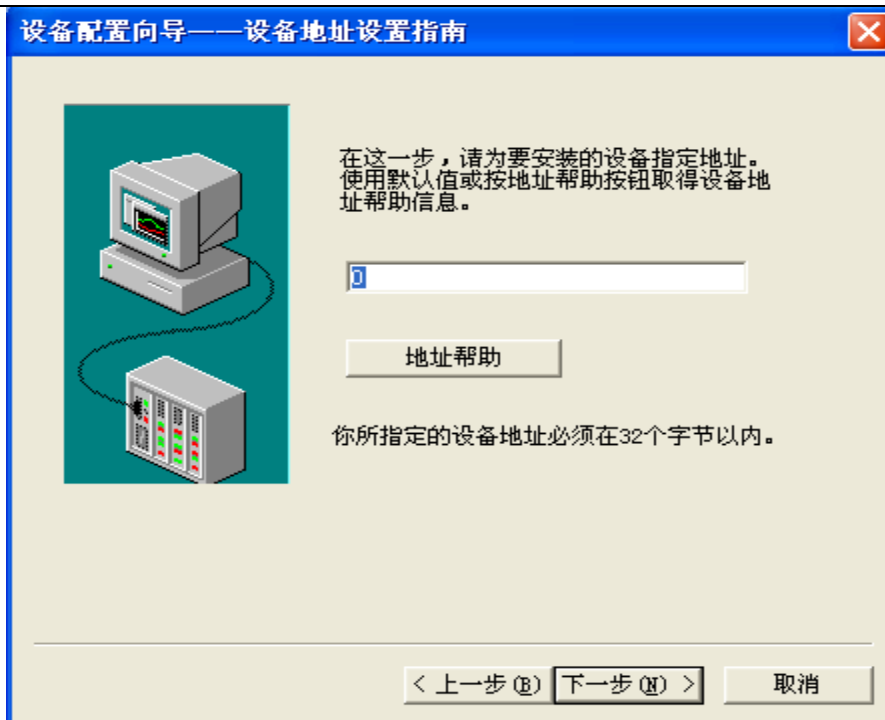 设备配置向导——设备地址设置指南
在这一步，请为要安装的设备指定地址。
使用默认值或按地址帮助按钮取得设备地
址帮助信息。
0
地址帮助
你所指定的设备地址必须在32个字节以内。
< 上一步(B) 下一步(N) > 取消